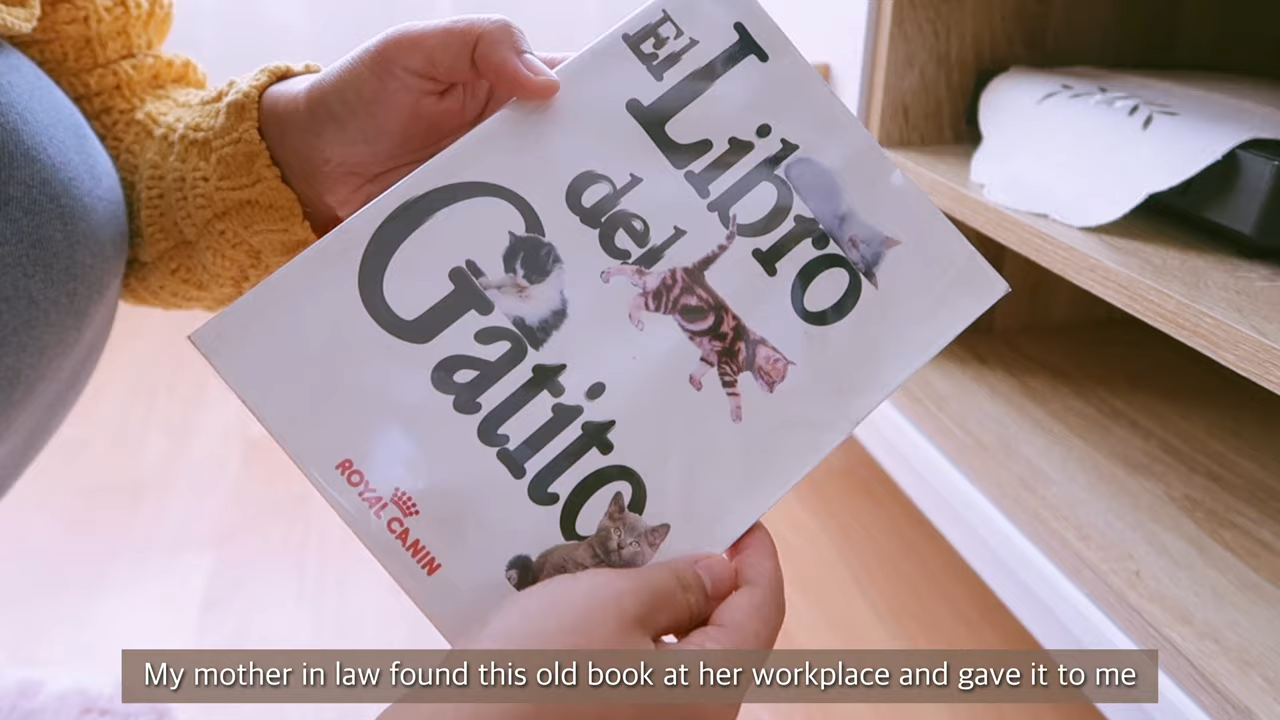 El Libro
del
Gatito
ROYAL CANIN
My mother in law found this old book at her workplace and gave it to me